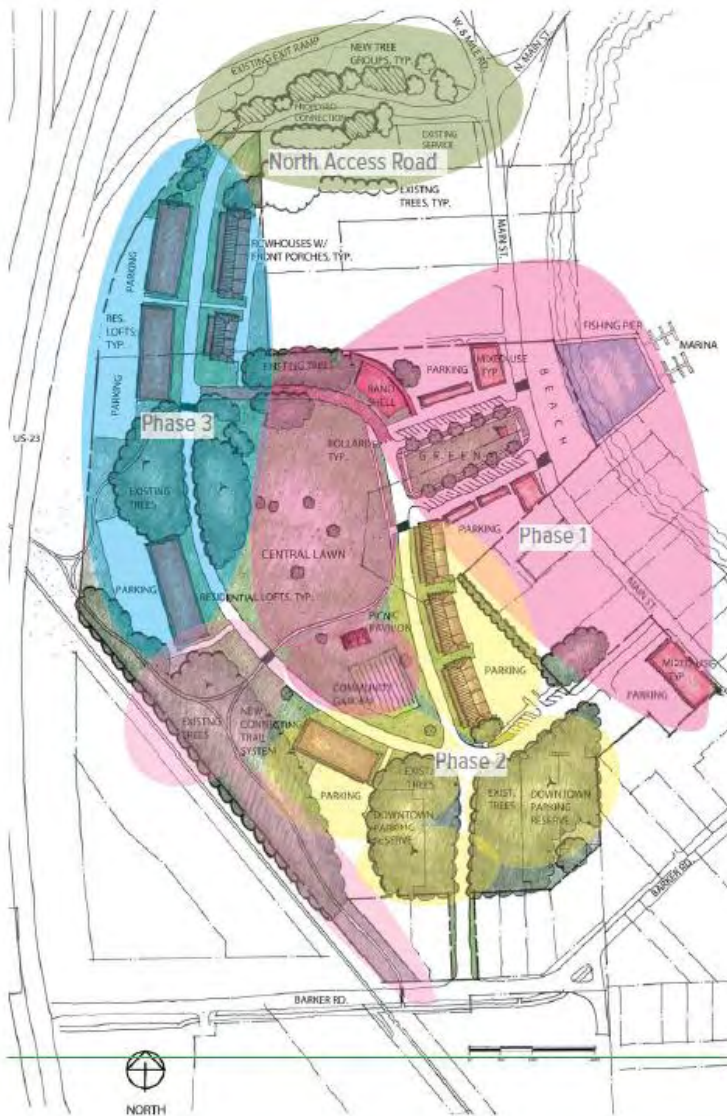 EXISTING EXIT RAMP
NEW TREE
GROUPS, TYP.
W. 8 MILE RD.
N. MAIN ST.
PROPOSED
CONNECTION
EXISTING
SERVICE
North Access Road
EXISTNG
TREES, TYP.
MAIN ST.
ROWHOUSES W/
FRONT PORCHES, TYP.
PARKING
RES.
LOFTS,
TYP.
PARKING
FISHING PIER
MARINA
EXISTING TREES
BAND
SHELL
PARKING
MIXED USE
TYP
BEACH
US-23
Phase 3
BOLLARDS
TYP.
GREEN
EXISTING
TREES
PARKING
Phase 1
CENTRAL LAWN
PARKING
RESIDENTIAL LOFTS, TYP.
PICNIC
PAVILION
PARKING
MAIN ST.
MIXED USE
TYP
PARKING
COMMUNITY
GARDEN
EXISTNG
TREES
NEW
CONNECTING
TRAIL
SYSTEM
Phase 2
PARKING
EXIST.
TREES
DOWNTOWN
PARKING
RESERVE
EXIST.
TREES
DOWNTOWN
PARKING
RESERVE
BARKER RD.
BARKER RD.
NORTH